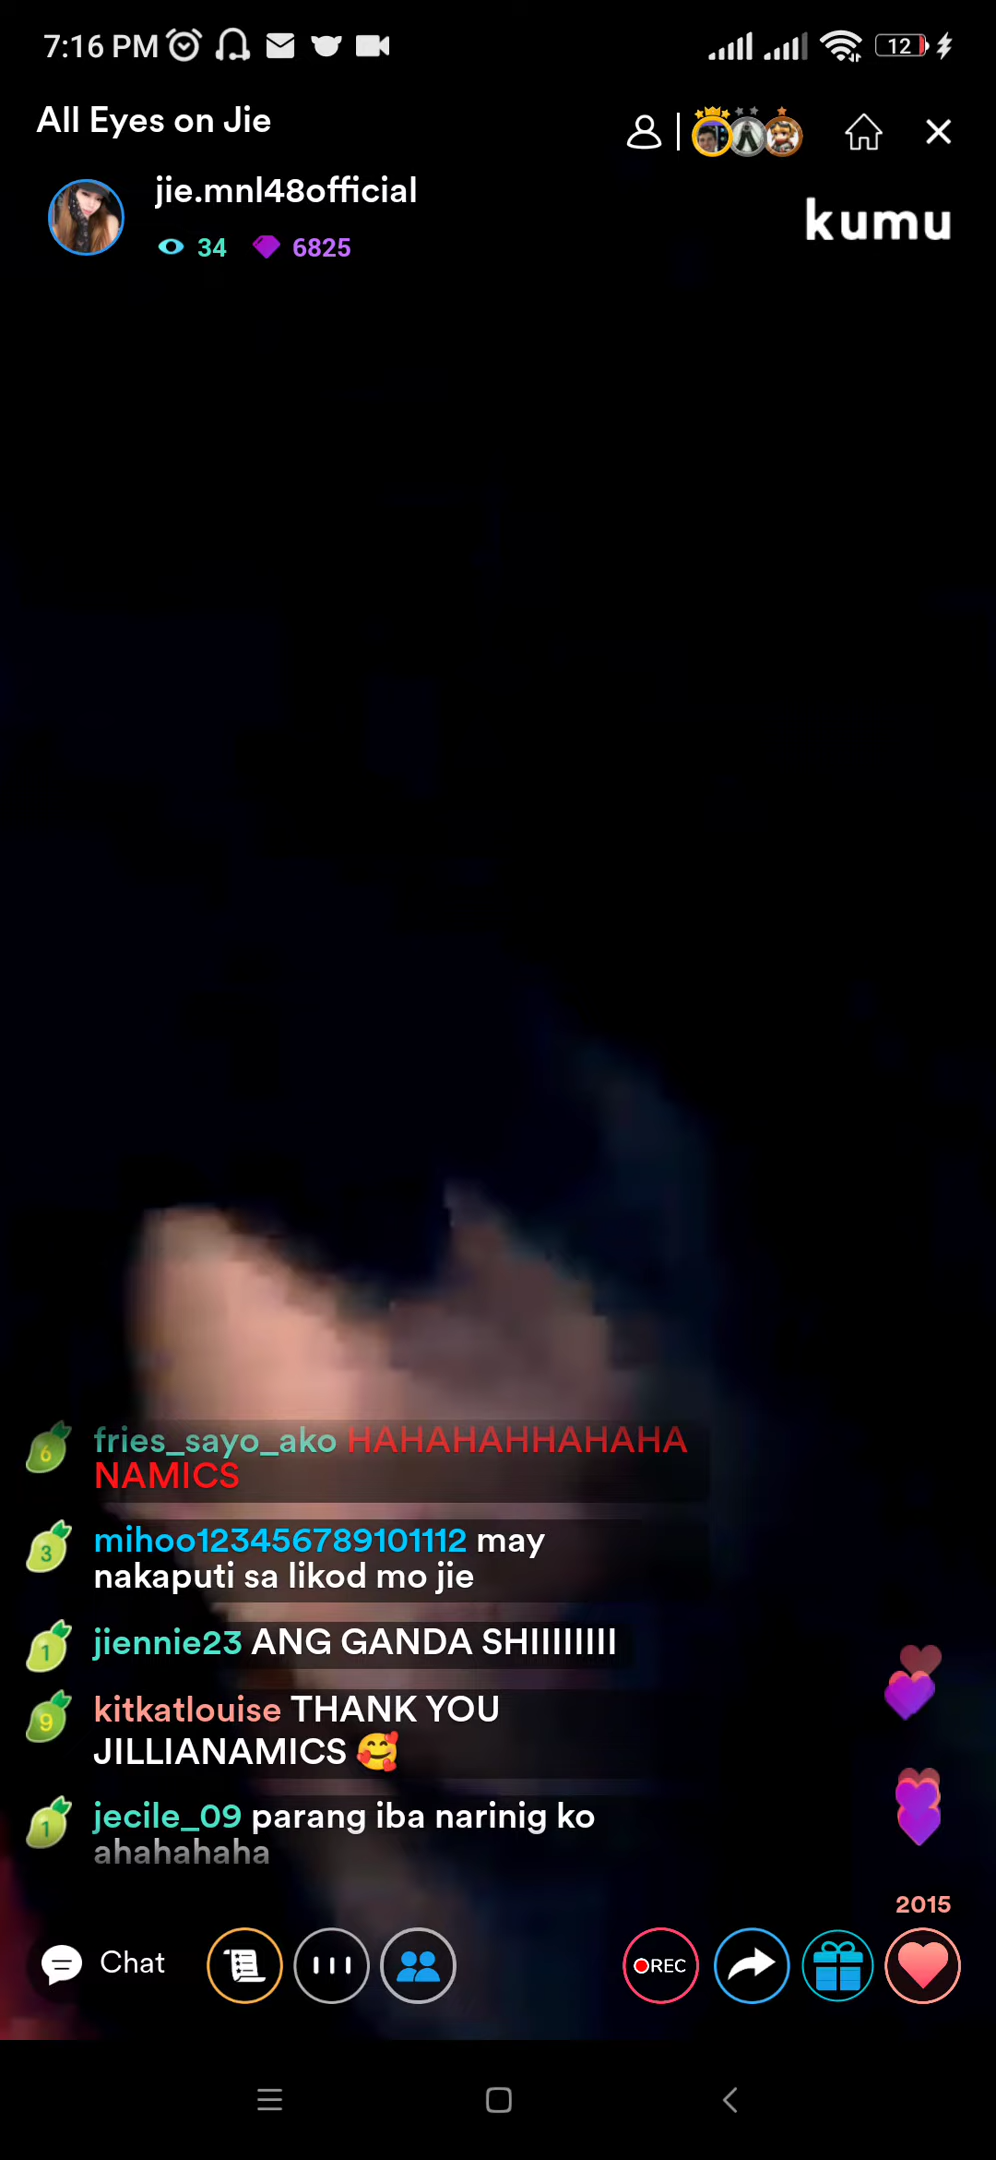 7:16 PM
12
All Eyes on Jie
jie.mnl48official
34 6825
kumu
6 fries_sayo_ako HAHAHAHHAHAHA
NAMICS
3 mihoo123456789101112 may
nakaputi sa likod mo jie
1 jiennie23 ANG GANDA SHIIIIIIII
9 kitkatlouise THANK YOU
JILLIANAMICS 🥰
1 jecile_09 parang iba narinig ko
ahahahaha
2015
Chat
REC